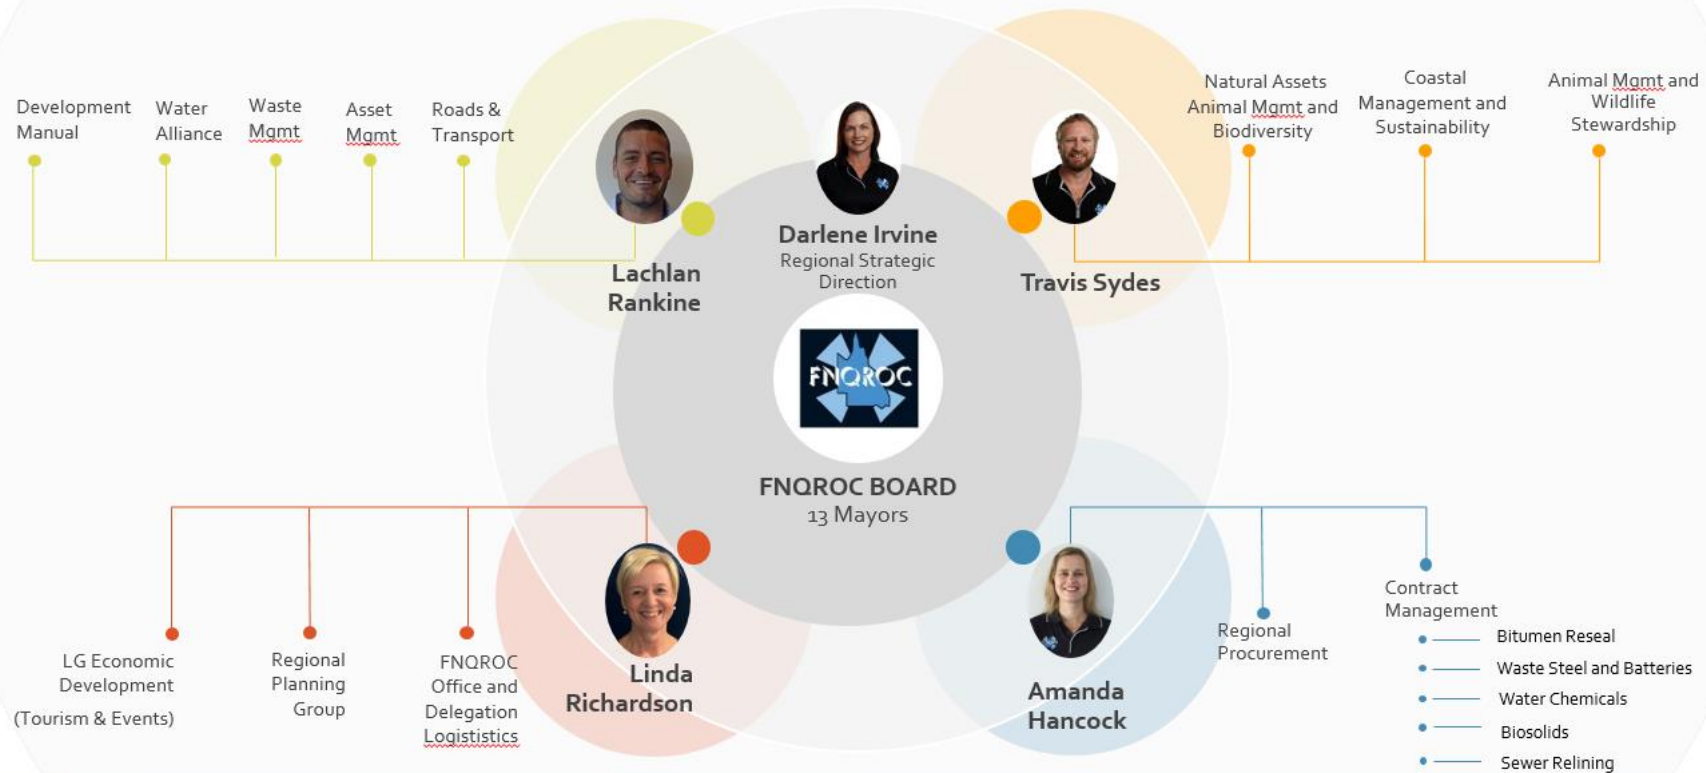 Development
Manual
Water
Alliance
Waste
Mgmt
Asset
Mgmt
Roads &
Transport
Lachlan
Rankine
Darlene Irvine
Regional Strategic
Direction
Natural Assets
Animal Mgmt and
Biodiversity
Coastal
Management and
Sustainability
Animal Mgmt and
Wildlife
Stewardship
Travis Sydes
FNQROC
FNQROC BOARD
13 Mayors
LG Economic
Development
(Tourism & Events)
Regional
Planning
Group
FNQROC
Office and
Delegation
Logististics
Linda
Richardson
Amanda
Hancock
Regional
Procurement
Contract
Management
Bitumen Reseal
Waste Steel and Batteries
Water Chemicals
Biosolids
Sewer Relining